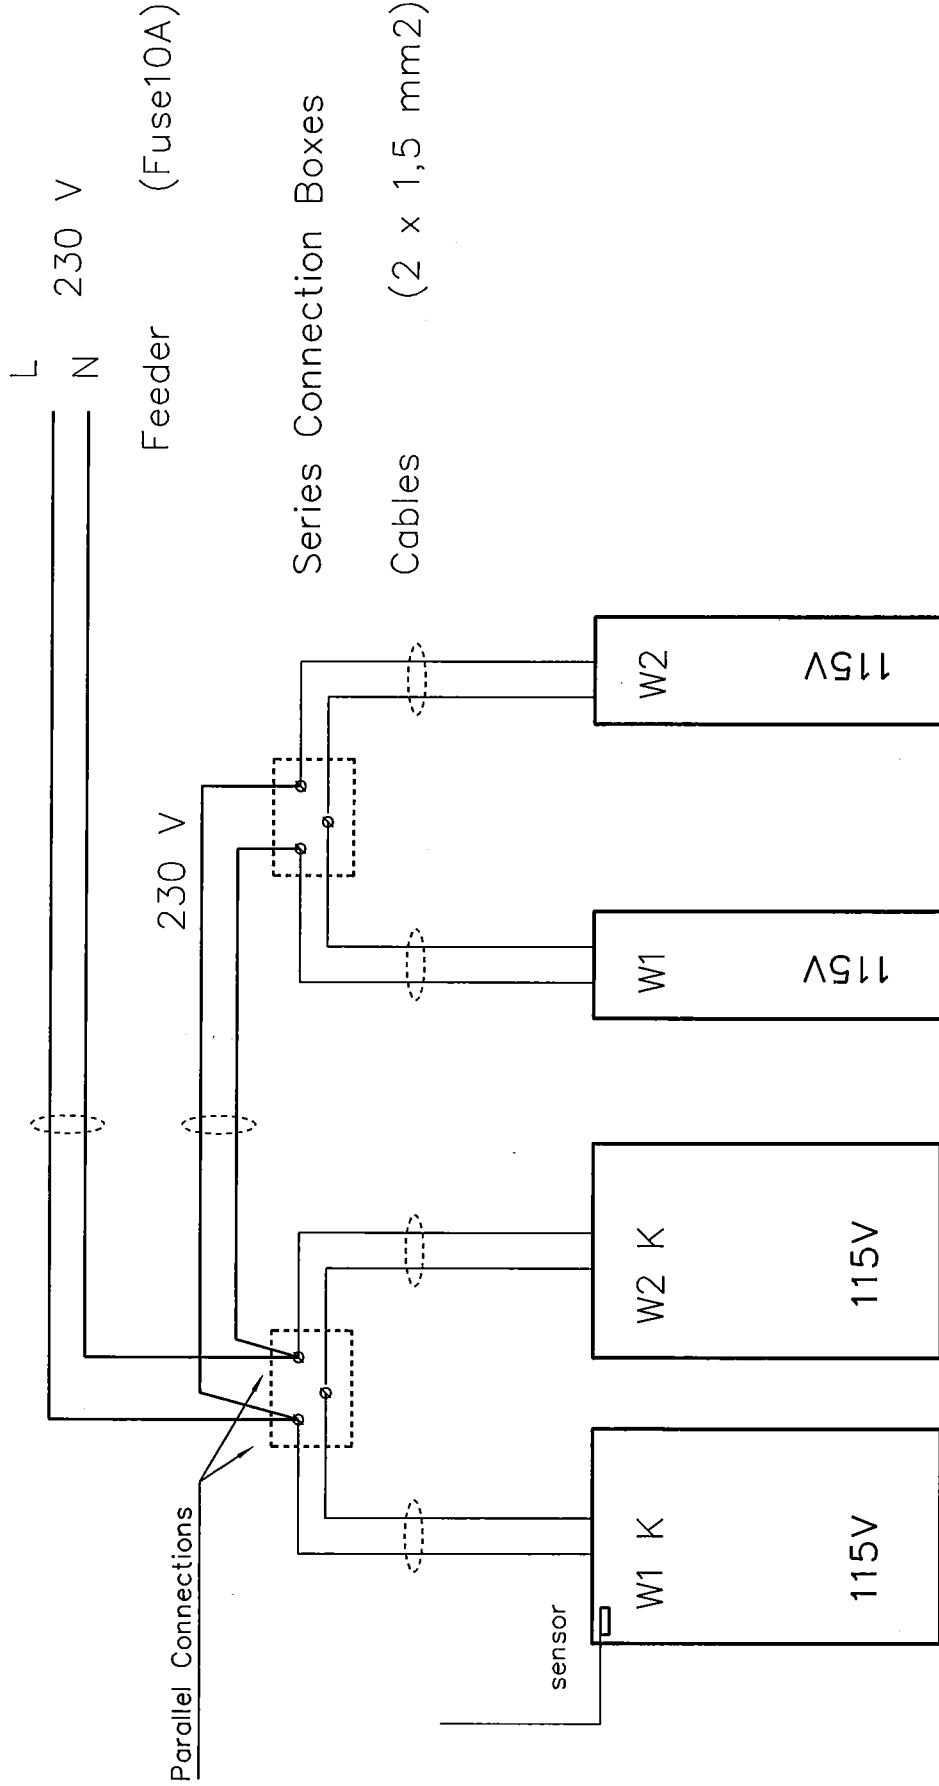 L
N 230 V
Feeder (Fuse10A)
230 V
Parallel Connections
Series Connection Boxes
Cables (2 x 1,5 mm2)
sensor
W1 K
W2 K
W1
W2
115V
115V
115V
115V